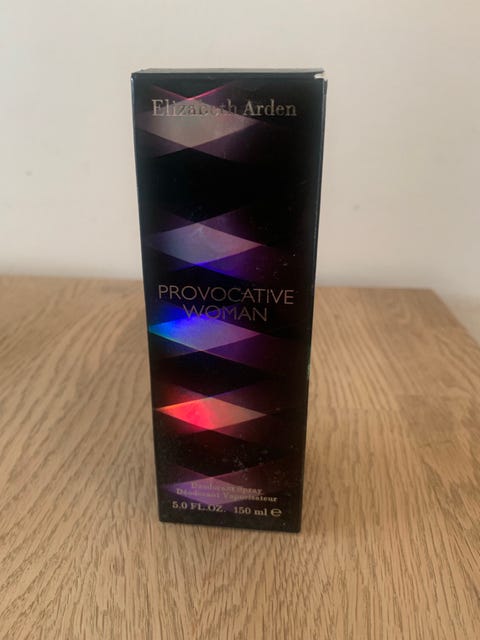 Elizabeth Arden
PROVOCATIVE
WOMAN
Deodorant Spray
Déodorant Vaporisateur
5.0 FL.OZ. 150 ml ℮